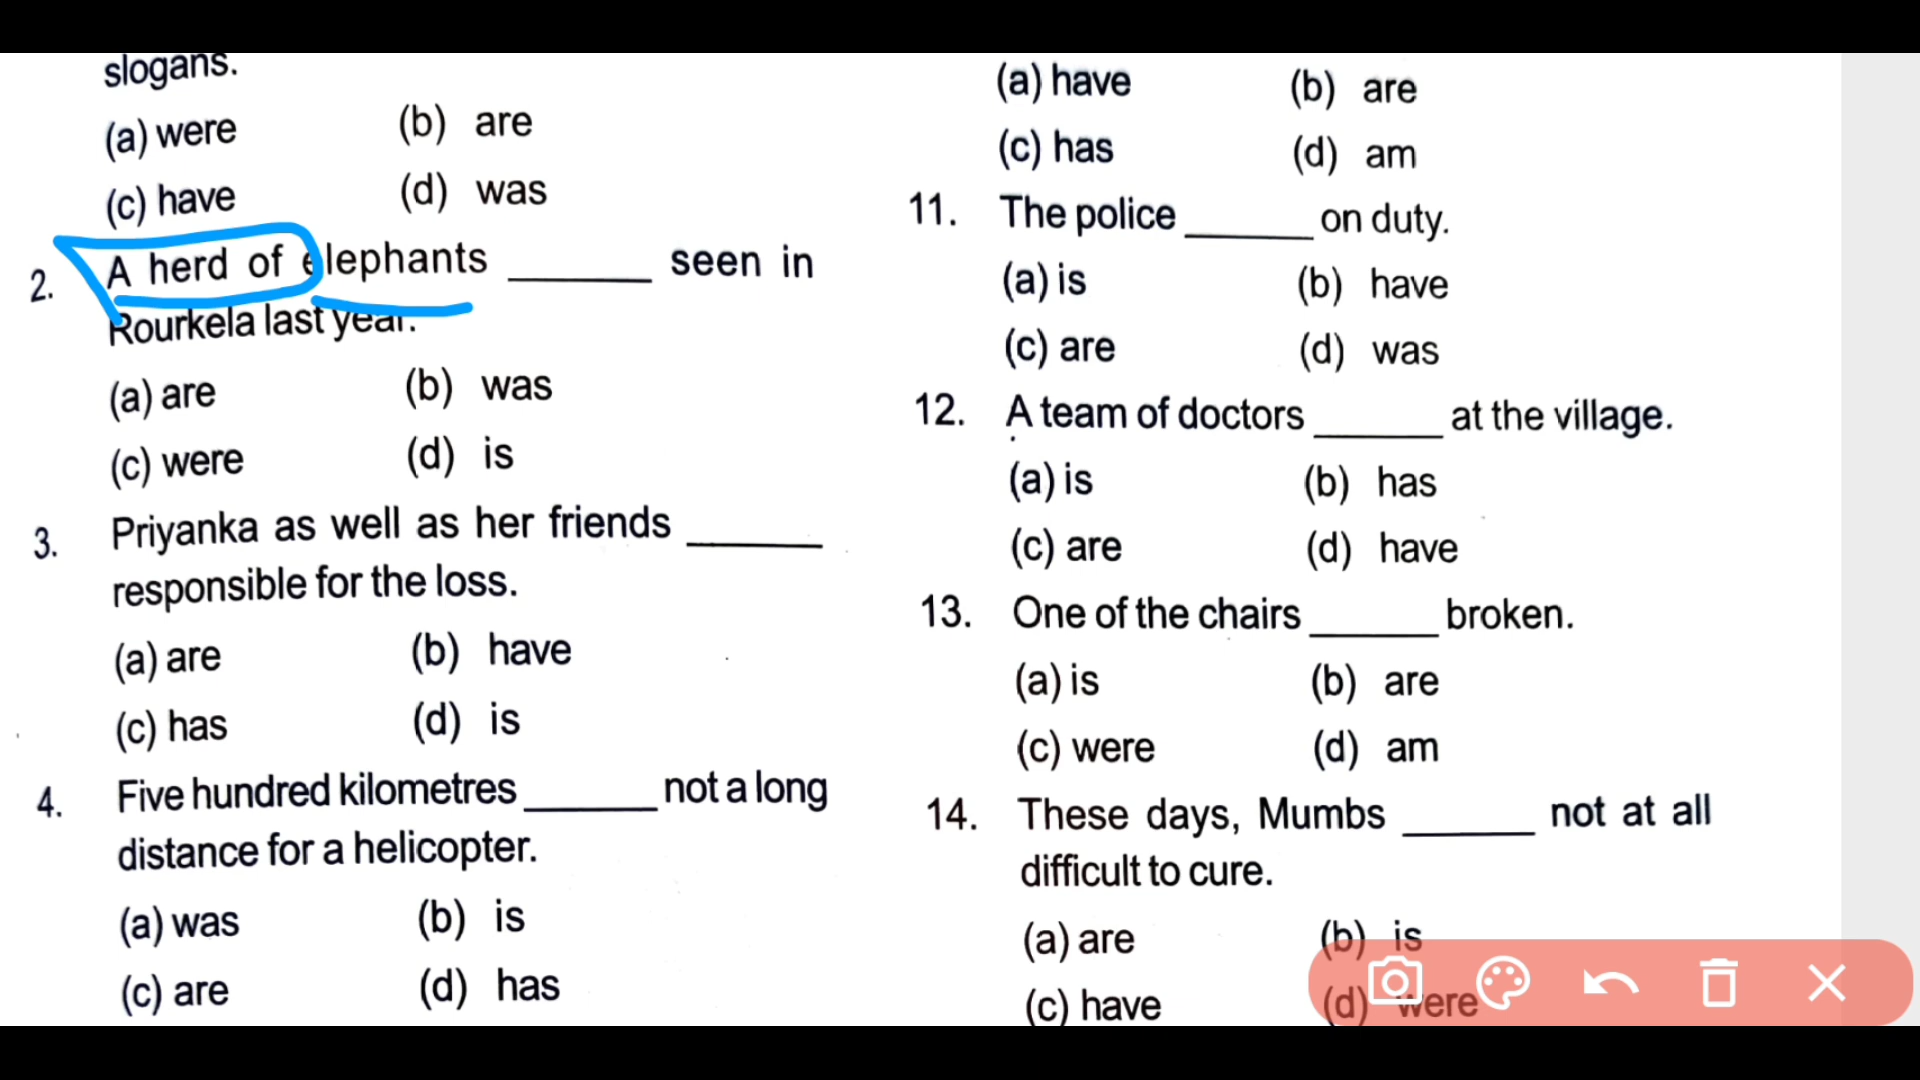 slogans.
(a) were (b) are
(c) have (d) was
2. A herd of elephants ______ seen in
Rourkela last year.
(a) are (b) was
(c) were (d) is
3. Priyanka as well as her friends ______
responsible for the loss.
(a) are (b) have
(c) has (d) is
4. Five hundred kilometres ______ not a long
distance for a helicopter.
(a) was (b) is
(c) are (d) has
(a) have (b) are
(c) has (d) am
11. The police ______ on duty.
(a) is (b) have
(c) are (d) was
12. A team of doctors ______ at the village.
(a) is (b) has
(c) are (d) have
13. One of the chairs ______ broken.
(a) is (b) are
(c) were (d) am
14. These days, Mumbs ______ not at all
difficult to cure.
(a) are (b) is
(c) have (d) were